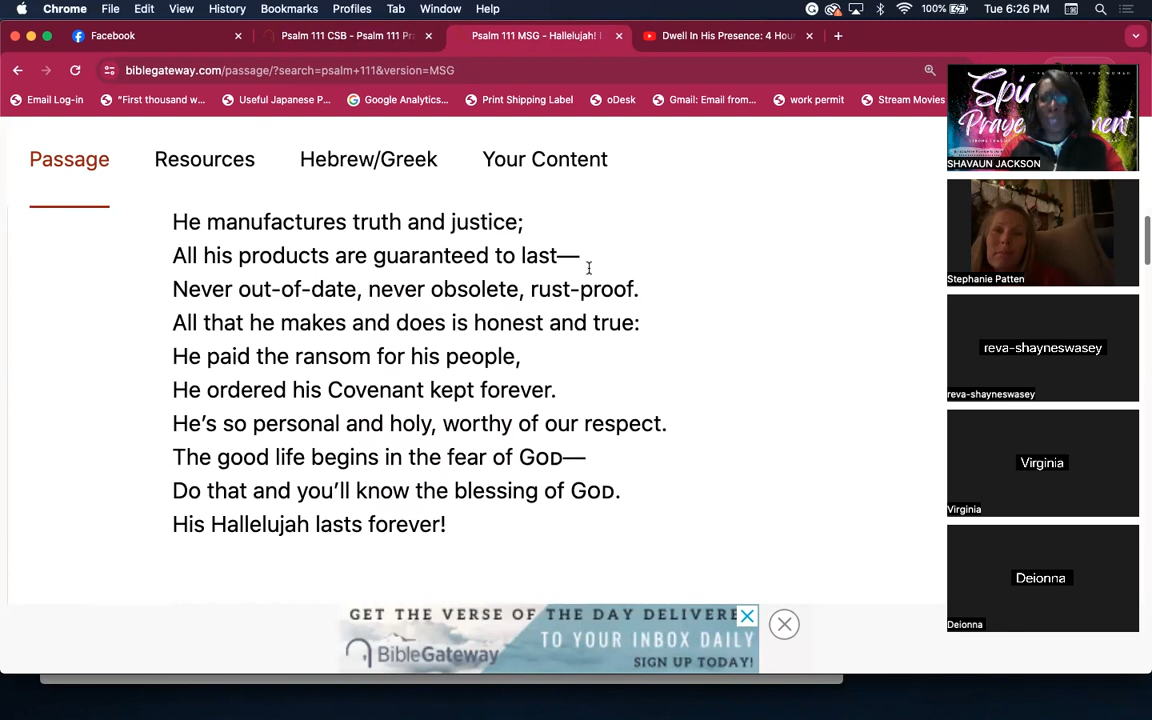 Chrome File Edit View History Bookmarks Profiles Tab Window Help 100% Tue 6:26 PM
Facebook Psalm 111 CSB - Psalm 111 Pr Psalm 111 MSG - Hallelujah! Dwell In His Presence: 4 Hour
biblegateway.com/passage/?search=psalm+111&version=MSG
Email Log-in "First thousand w... Useful Japanese P... Google Analytics... Print Shipping Label oDesk Gmail: Email from... work permit Stream Movies
Passage Resources Hebrew/Greek Your Content
He manufactures truth and justice;
All his products are guaranteed to last—
Never out-of-date, never obsolete, rust-proof.
All that he makes and does is honest and true:
He paid the ransom for his people,
He ordered his Covenant kept forever.
He's so personal and holy, worthy of our respect.
The good life begins in the fear of GOD—
Do that and you'll know the blessing of GOD.
His Hallelujah lasts forever!
GET THE VERSE OF THE DAY DELIVERE
TO YOUR INBOX DAILY
BibleGateway SIGN UP TODAY!
SHAVAUN JACKSON
Stephanie Patten
reva-shayneswasey
reva-shayneswasey
Virginia
Virginia
Deionna
Deionna